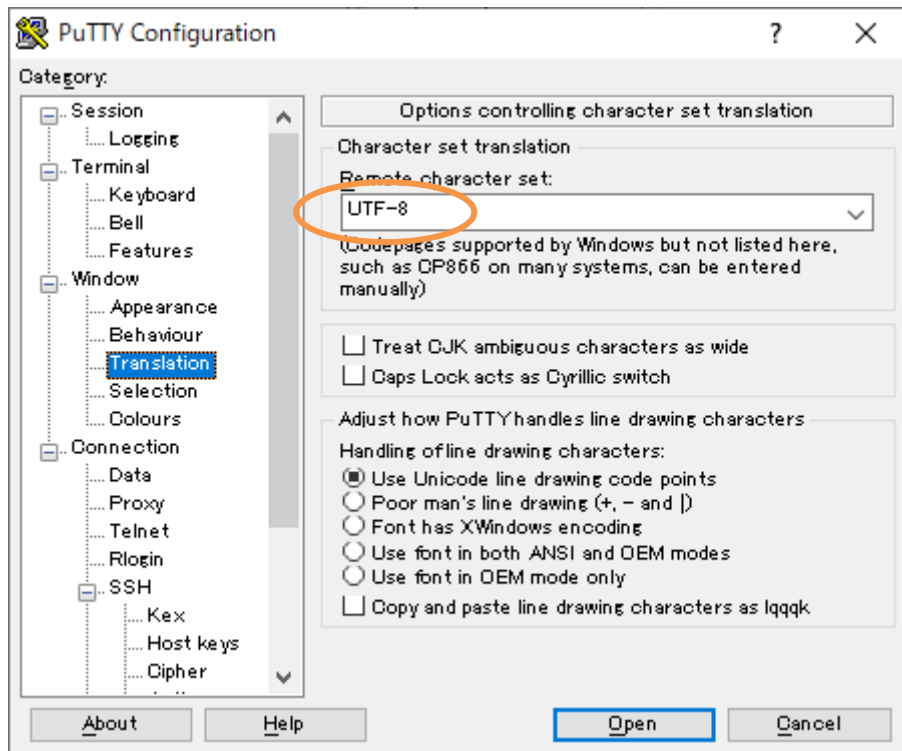 PuTTY Configuration
?
Category:
Session
Logging
Terminal
Keyboard
Bell
Features
Window
Appearance
Behaviour
Translation
Selection
Colours
Connection
Data
Proxy
Telnet
Rlogin
SSH
Kex
Host keys
Cipher
Options controlling character set translation
Character set translation
Remote character set:
UTF-8
(Codepages supported by Windows but not listed here,
such as CP866 on many systems, can be entered
manually)
Treat CJK ambiguous characters as wide
Caps Lock acts as Cyrillic switch
Adjust how PuTTY handles line drawing characters
Handling of line drawing characters:
Use Unicode line drawing code points
Poor man's line drawing (+, - and |)
Font has XWindows encoding
Use font in both ANSI and OEM modes
Use font in OEM mode only
Copy and paste line drawing characters as lqqqk
About
Help
Open
Cancel